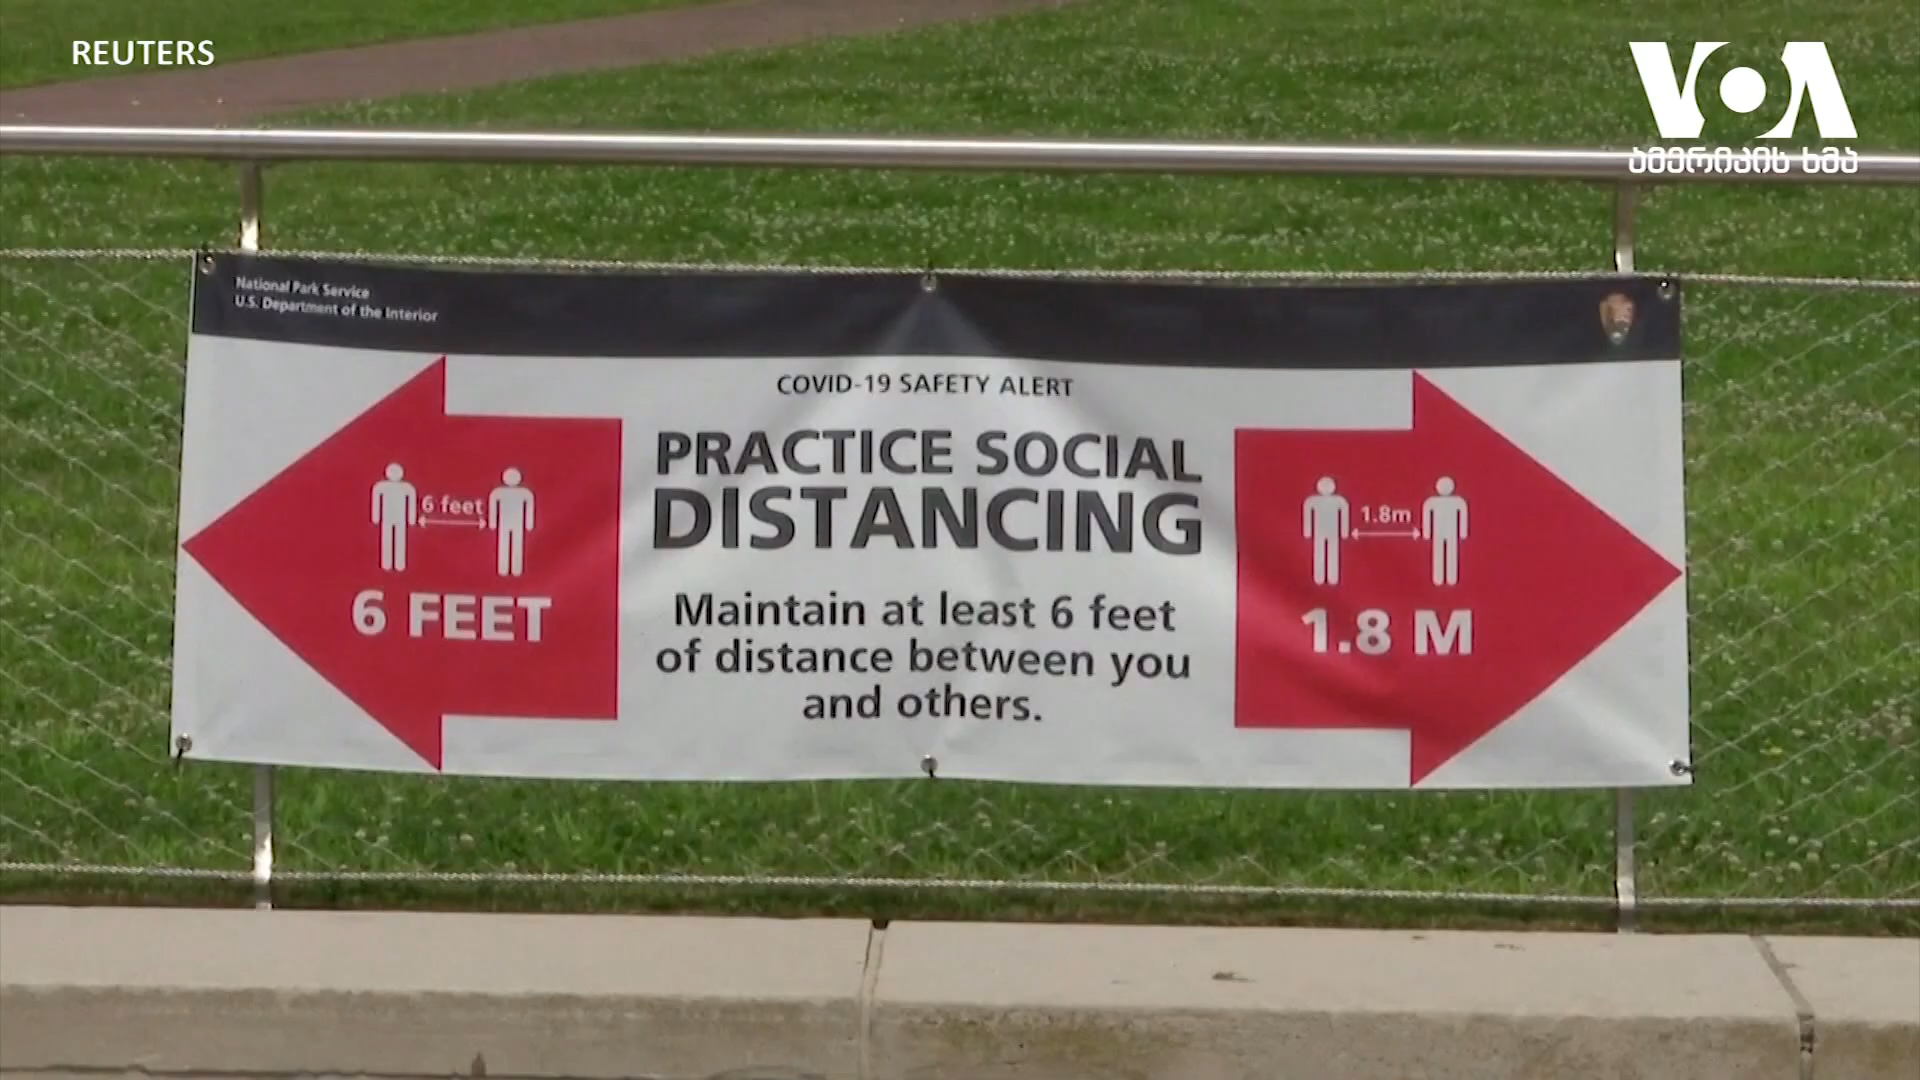 REUTERS
VOA
ამერიკის ხმა
National Park Service
U.S. Department of the Interior
COVID-19 SAFETY ALERT
PRACTICE SOCIAL
DISTANCING
Maintain at least 6 feet
of distance between you
and others.
6 feet
6 FEET
1.8m
1.8 M